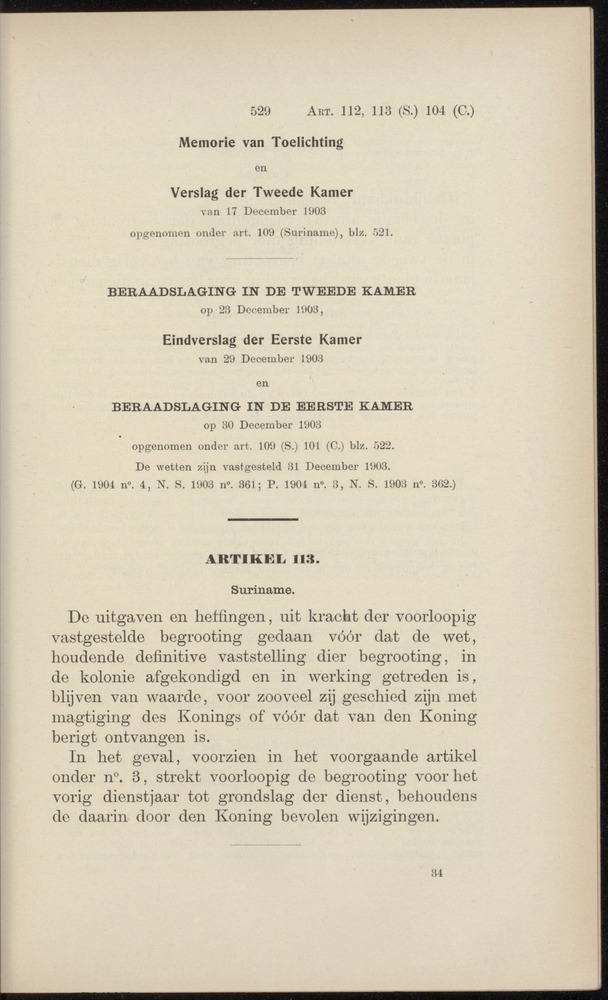 529 ART. 112, 113 (S.) 104 (C.)
Memorie van Toelichting
en
Verslag der Tweede Kamer
van 17 December 1903
opgenomen onder art. 109 (Suriname), blz. 521.
BERAADSLAGING IN DE TWEEDE KAMER
op 23 December 1903,
Eindverslag der Eerste Kamer
van 29 December 1903
en
BERAADSLAGING IN DE EERSTE KAMER
op 30 December 1903
opgenomen onder art. 109 (S.) 101 (C.) blz. 522.
De wetten zijn vastgesteld 31 December 1903.
(G. 1904 n°. 4, N. S. 1903 n°. 361; P. 1904 n°. 3, N. S. 1903 n°. 362.)
ARTIKEL 113.
Suriname.
De uitgaven en heffingen, uit kracht der voorloopig
vastgestelde begrooting gedaan vóór dat de wet,
houdende definitive vaststelling dier begrooting, in
de kolonie afgekondigd en in werking getreden is,
blijven van waarde, voor zooveel zij geschied zijn met
magtiging des Konings of vóór dat van den Koning
berigt ontvangen is.
In het geval, voorzien in het voorgaande artikel
onder n°. 3, strekt voorloopig de begrooting voor het
vorig dienstjaar tot grondslag der dienst, behoudens
de daarin door den Koning bevolen wijzigingen.
34